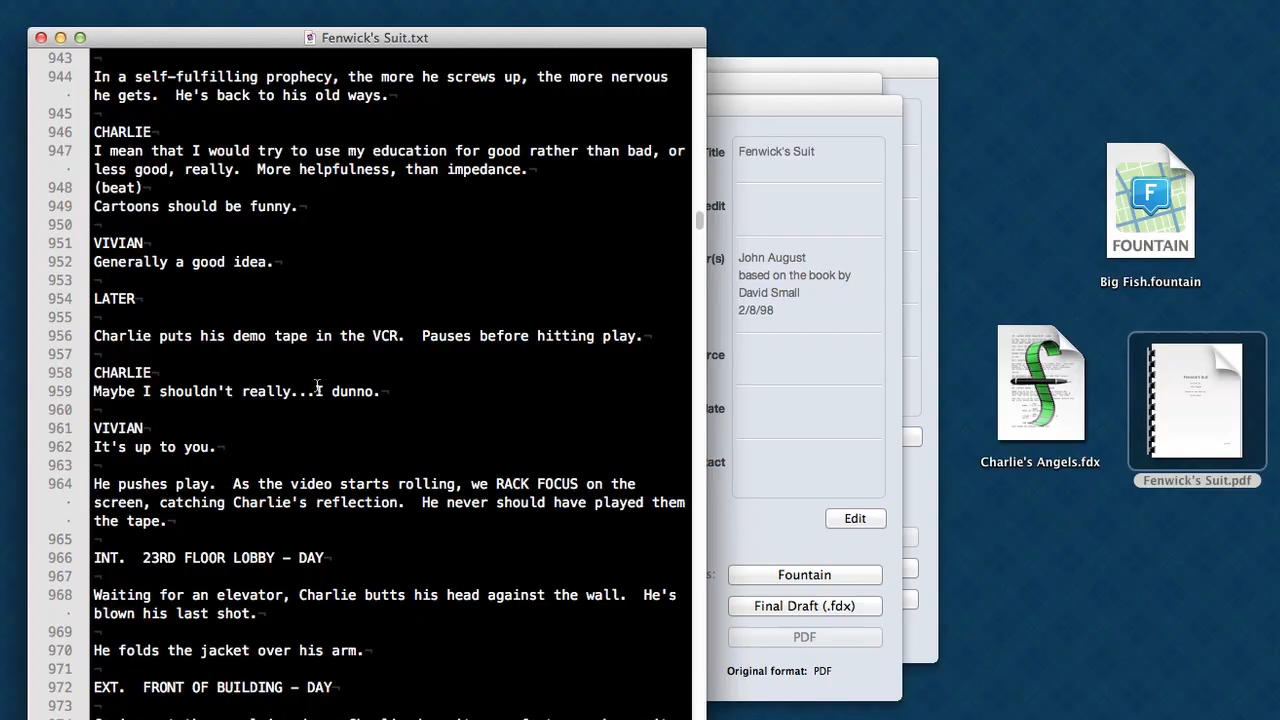 Fenwick's Suit.txt
943
944 In a self-fulfilling prophecy, the more he screws up, the more nervous
he gets.  He's back to his old ways.
945
946 CHARLIE
947 I mean that I would try to use my education for good rather than bad, or
less good, really.  More helpfulness, than impedance.
948 (beat)
949 Cartoons should be funny.
950
951 VIVIAN
952 Generally a good idea.
953
954 LATER
955
956 Charlie puts his demo tape in the VCR.  Pauses before hitting play.
957
958 CHARLIE
959 Maybe I shouldn't really...I dunno.
960
961 VIVIAN
962 It's up to you.
963
964 He pushes play.  As the video starts rolling, we RACK FOCUS on the
screen, catching Charlie's reflection.  He never should have played them
the tape.
965
966 INT.  23RD FLOOR LOBBY - DAY
967
968 Waiting for an elevator, Charlie butts his head against the wall.  He's
blown his last shot.
969
970 He folds the jacket over his arm.
971
972 EXT.  FRONT OF BUILDING - DAY
973
Title Fenwick's Suit
edit
r(s) John August
based on the book by
David Small
2/8/98
rce
ate
tact
Edit
s: Fountain
Final Draft (.fdx)
PDF
Original format: PDF
F
FOUNTAIN
Big Fish.fountain
Charlie's Angels.fdx
Fenwick's Suit
Fenwick's Suit.pdf